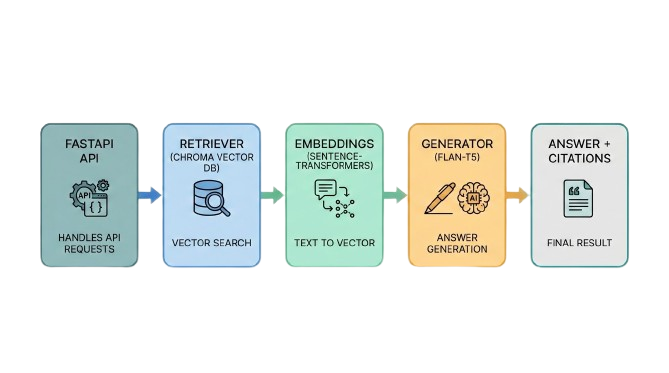 FASTAPI
API
API
{ }
HANDLES API
REQUESTS
RETRIEVER
(CHROMA VECTOR
DB)
VECTOR SEARCH
EMBEDDINGS
(SENTENCE-
TRANSFORMERS)
TEXT TO VECTOR
GENERATOR
(FLAN-T5)
AI
ANSWER
GENERATION
ANSWER +
CITATIONS
“
FINAL RESULT